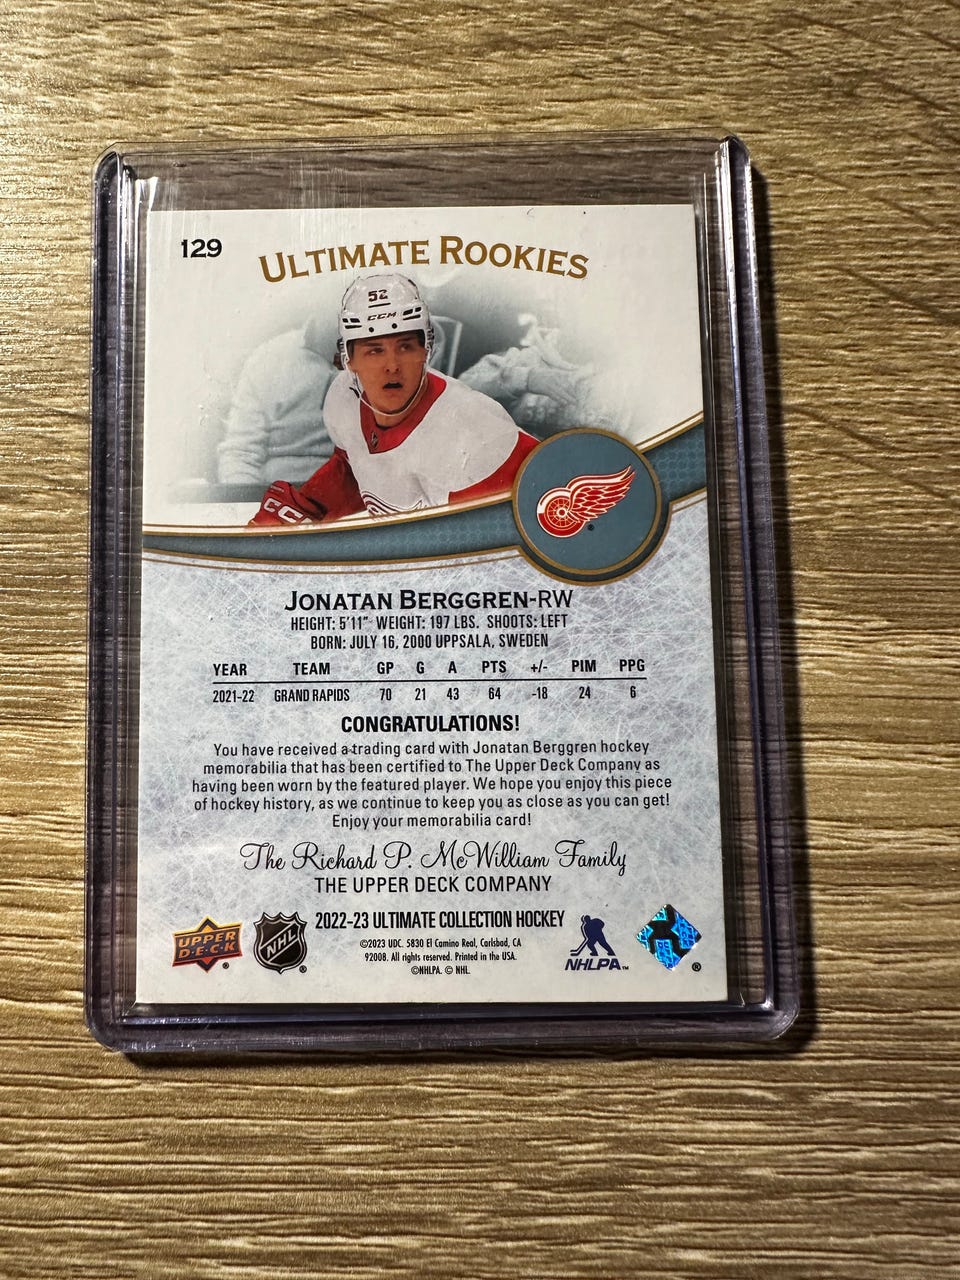 129
ULTIMATE ROOKIES
52
CCM
CC
JONATAN BERGGREN-RW
HEIGHT: 5'11" WEIGHT: 197 LBS. SHOOTS: LEFT
BORN: JULY 16, 2000 UPPSALA, SWEDEN
YEAR TEAM GP G A PTS +/- PIM PPG
2021-22 GRAND RAPIDS 70 21 43 64 -18 24 6
CONGRATULATIONS!
You have received a trading card with Jonatan Berggren hockey
memorabilia that has been certified to The Upper Deck Company as
having been worn by the featured player. We hope you enjoy this piece
of hockey history, as we continue to keep you as close as you can get!
Enjoy your memorabilia card!
The Richard P. McWilliam Family
THE UPPER DECK COMPANY
2022-23 ULTIMATE COLLECTION HOCKEY
©2023 UDC. 5830 El Camino Real, Carlsbad, CA
92008. All rights reserved. Printed in the USA.
©NHLPA. © NHL.
UPPER
D·E·C·K ®
NHL ®
NHLPA™
®